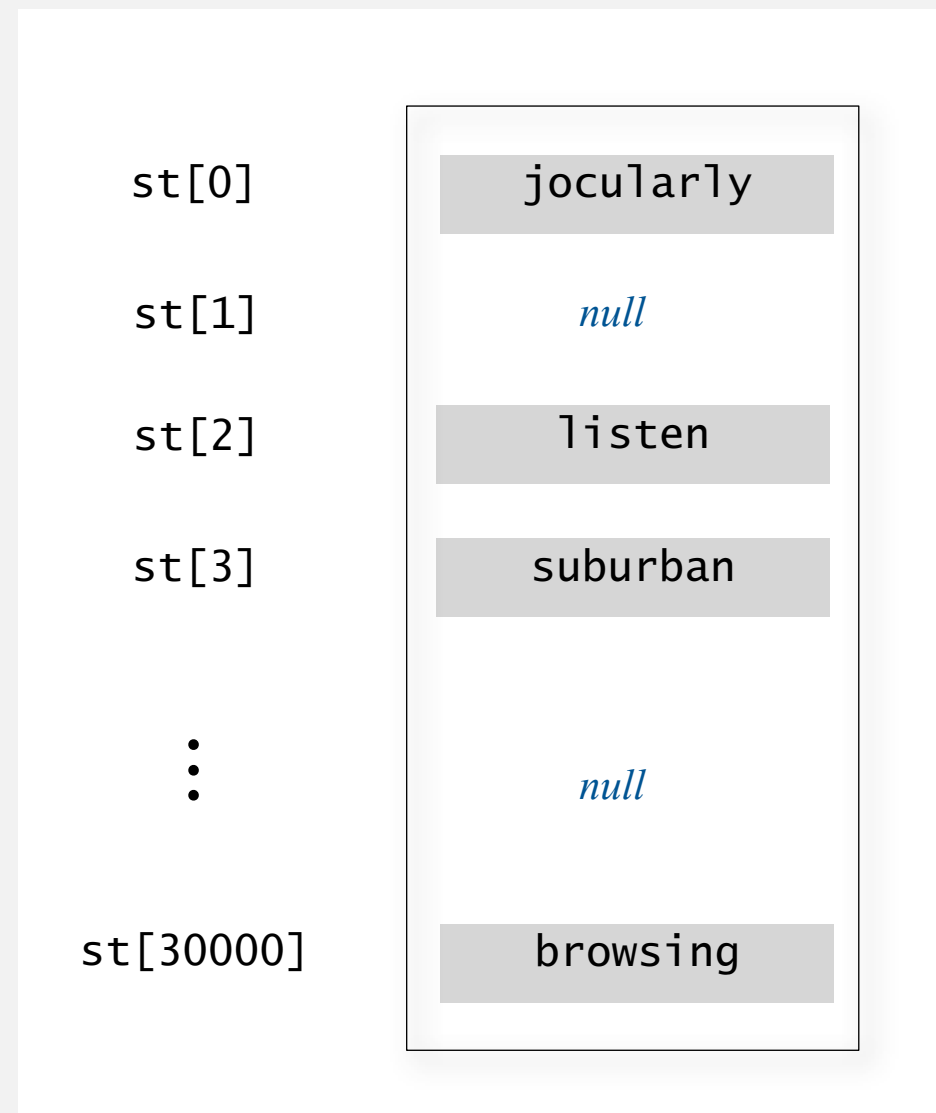 st[0] jocularly
st[1] null
st[2] listen
st[3] suburban
⋮ null
st[30000] browsing